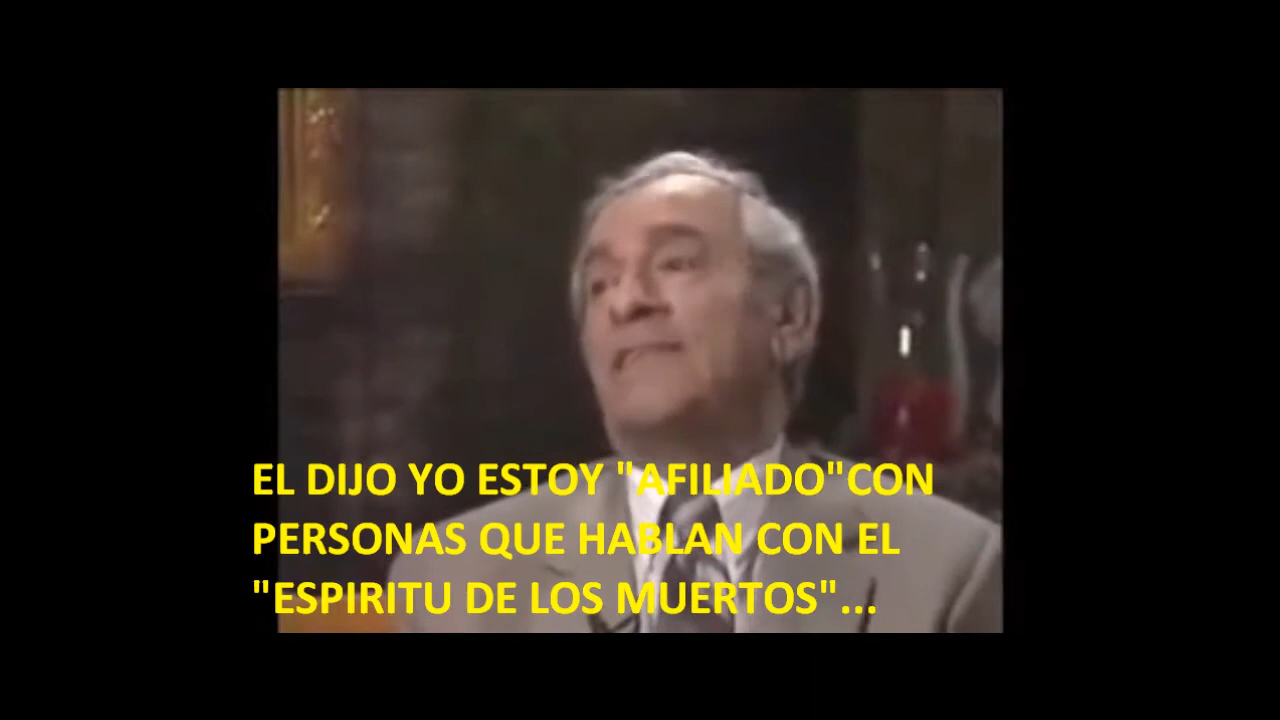 EL DIJO YO ESTOY "AFILIADO"CON
PERSONAS QUE HABLAN CON EL
"ESPIRITU DE LOS MUERTOS"...